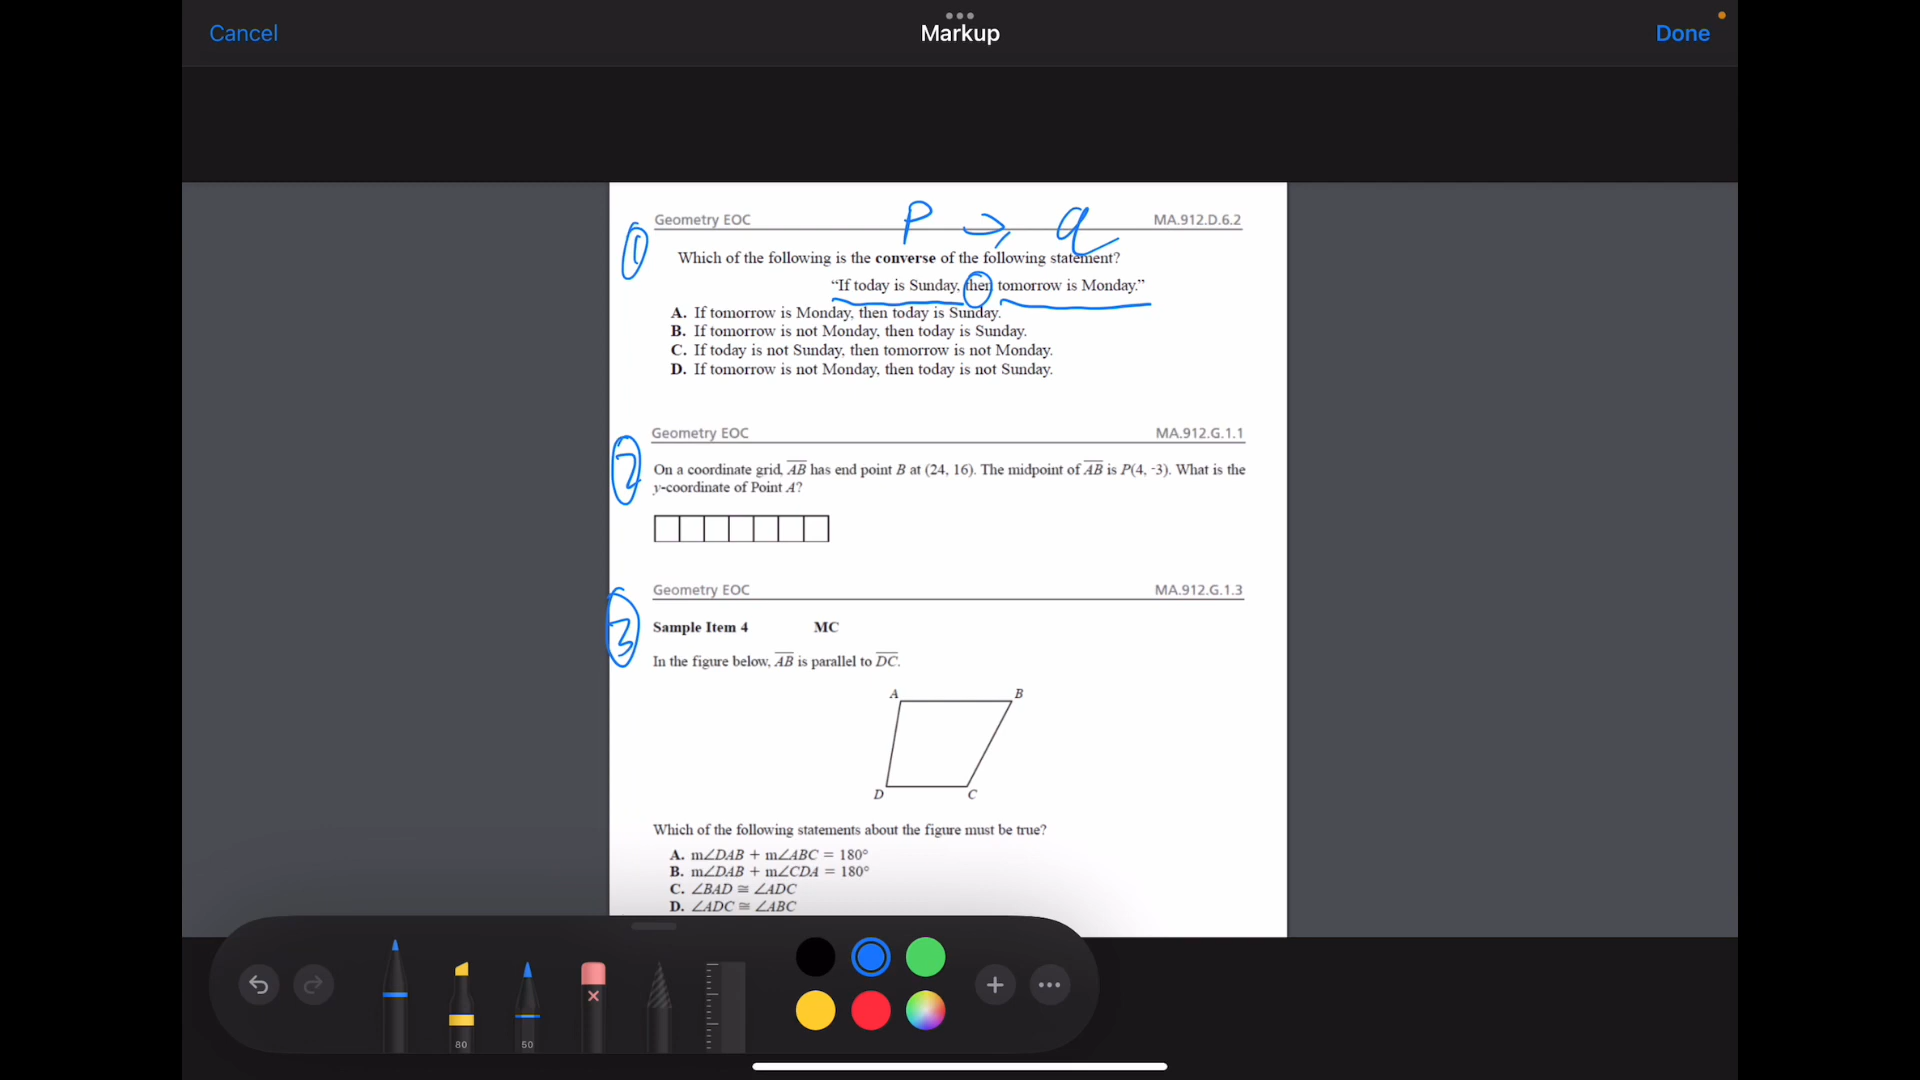 Cancel
Markup
Done
Geometry EOC
P → q
MA.912.D.6.2
①
Which of the following is the converse of the following statement?
“If today is Sunday, then tomorrow is Monday.”
A. If tomorrow is Monday, then today is Sunday.
B. If tomorrow is not Monday, then today is Sunday.
C. If today is not Sunday, then tomorrow is not Monday.
D. If tomorrow is not Monday, then today is not Sunday.
Geometry EOC
MA.912.G.1.1
②
On a coordinate grid, AB has end point B at (24, 16). The midpoint of AB is P(4, -3). What is the
y-coordinate of Point A?
Geometry EOC
MA.912.G.1.3
③
Sample Item 4 MC
In the figure below, AB is parallel to DC.
A
B
D
C
Which of the following statements about the figure must be true?
A. m∠DAB + m∠ABC = 180°
B. m∠DAB + m∠CDA = 180°
C. ∠BAD ≅ ∠ADC
D. ∠ADC ≅ ∠ABC
80
50